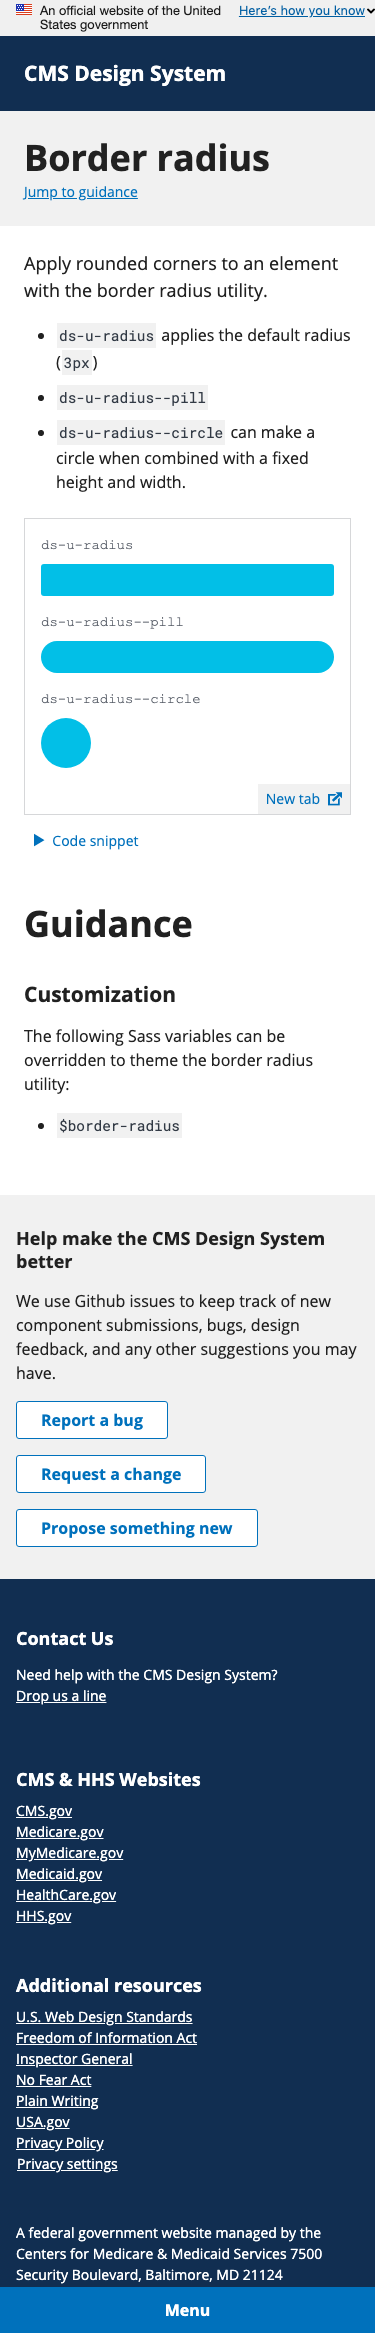 An official website of the United
States government
Here's how you know
CMS Design System
Border radius
Jump to guidance
Apply rounded corners to an element
with the border radius utility.
ds-u-radius applies the default radius
(3px)
ds-u-radius--pill
ds-u-radius--circle can make a
circle when combined with a fixed
height and width.
ds-u-radius
ds-u-radius--pill
ds-u-radius--circle
New tab
Code snippet
Guidance
Customization
The following Sass variables can be
overridden to theme the border radius
utility:
$border-radius
Help make the CMS Design System
better
We use Github issues to keep track of new
component submissions, bugs, design
feedback, and any other suggestions you may
have.
Report a bug
Request a change
Propose something new
Contact Us
Need help with the CMS Design System?
Drop us a line
CMS & HHS Websites
CMS.gov
Medicare.gov
MyMedicare.gov
Medicaid.gov
HealthCare.gov
HHS.gov
Additional resources
U.S. Web Design Standards
Freedom of Information Act
Inspector General
No Fear Act
Plain Writing
USA.gov
Privacy Policy
Privacy settings
A federal government website managed by the
Centers for Medicare & Medicaid Services 7500
Security Boulevard, Baltimore, MD 21124
Menu